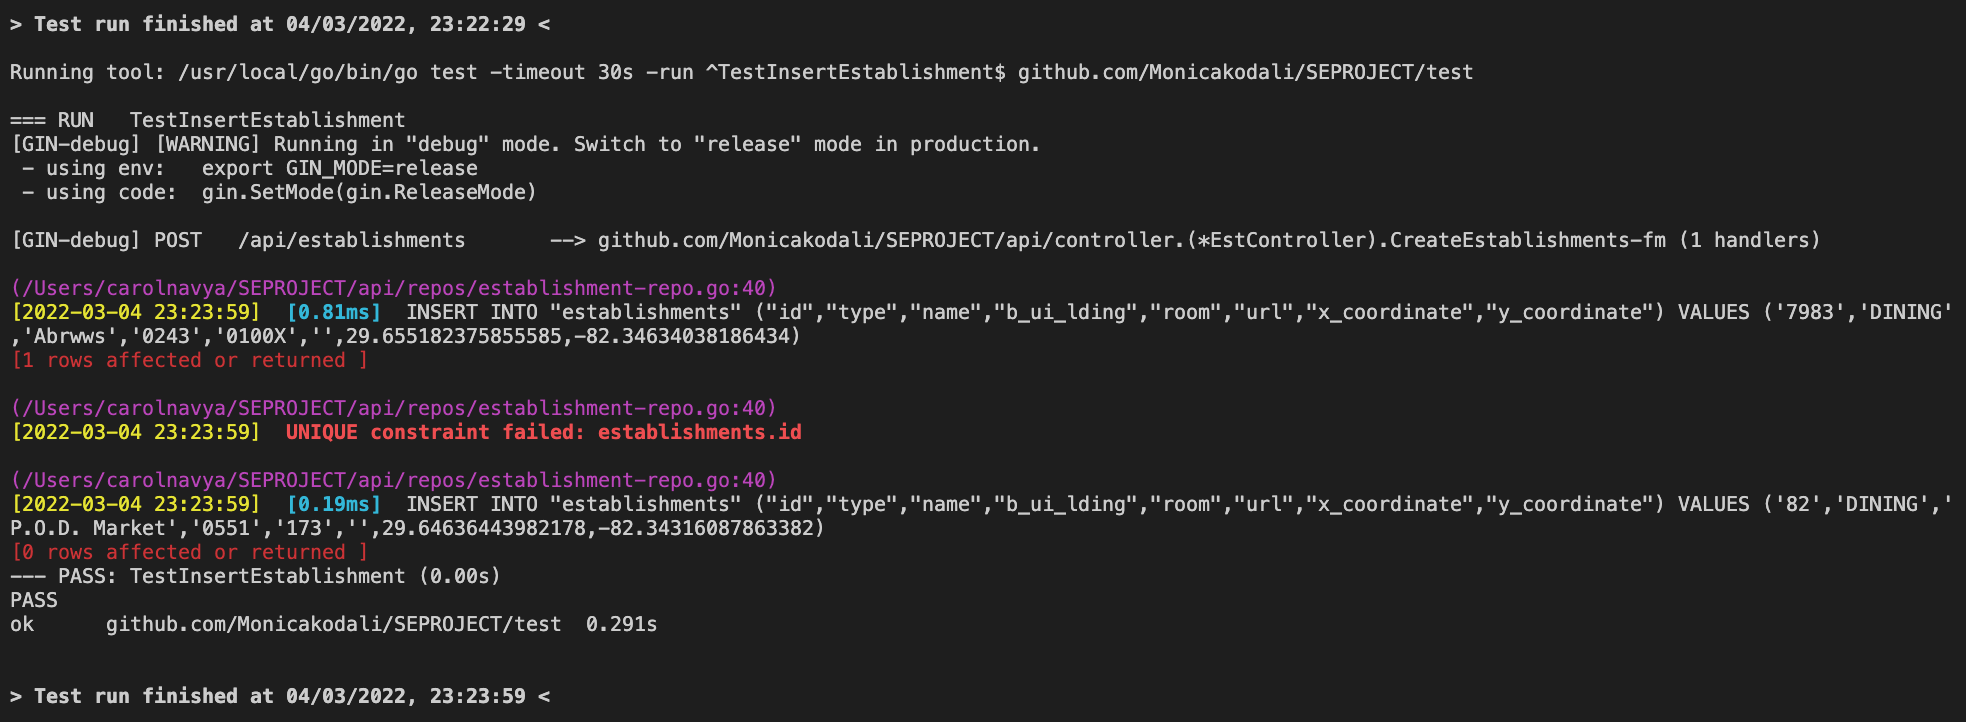 > Test run finished at 04/03/2022, 23:22:29 <
Running tool: /usr/local/go/bin/go test -timeout 30s -run ^TestInsertEstablishment$ github.com/Monicakodali/SEPROJECT/test
=== RUN   TestInsertEstablishment
[GIN-debug] [WARNING] Running in "debug" mode. Switch to "release" mode in production.
 - using env:   export GIN_MODE=release
 - using code:  gin.SetMode(gin.ReleaseMode)
[GIN-debug] POST   /api/establishments       --> github.com/Monicakodali/SEPROJECT/api/controller.(*EstController).CreateEstablishments-fm (1 handlers)
(/Users/carolnavya/SEPROJECT/api/repos/establishment-repo.go:40)
[2022-03-04 23:23:59]  [0.81ms]  INSERT INTO "establishments" ("id","type","name","b_ui_lding","room","url","x_coordinate","y_coordinate") VALUES ('7983','DINING'
,'Abrwws','0243','0100X','',29.655182375855585,-82.34634038186434)
[1 rows affected or returned ]
(/Users/carolnavya/SEPROJECT/api/repos/establishment-repo.go:40)
[2022-03-04 23:23:59]  UNIQUE constraint failed: establishments.id
(/Users/carolnavya/SEPROJECT/api/repos/establishment-repo.go:40)
[2022-03-04 23:23:59]  [0.19ms]  INSERT INTO "establishments" ("id","type","name","b_ui_lding","room","url","x_coordinate","y_coordinate") VALUES ('82','DINING','
P.O.D. Market','0551','173','',29.64636443982178,-82.34316087863382)
[0 rows affected or returned ]
--- PASS: TestInsertEstablishment (0.00s)
PASS
ok      github.com/Monicakodali/SEPROJECT/test  0.291s
> Test run finished at 04/03/2022, 23:23:59 <